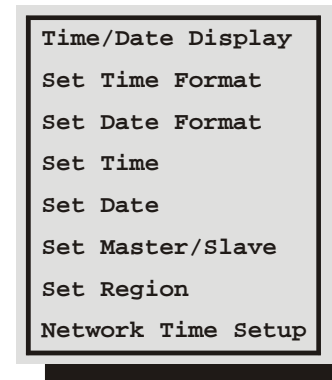 Time/Date Display
Set Time Format
Set Date Format
Set Time
Set Date
Set Master/Slave
Set Region
Network Time Setup